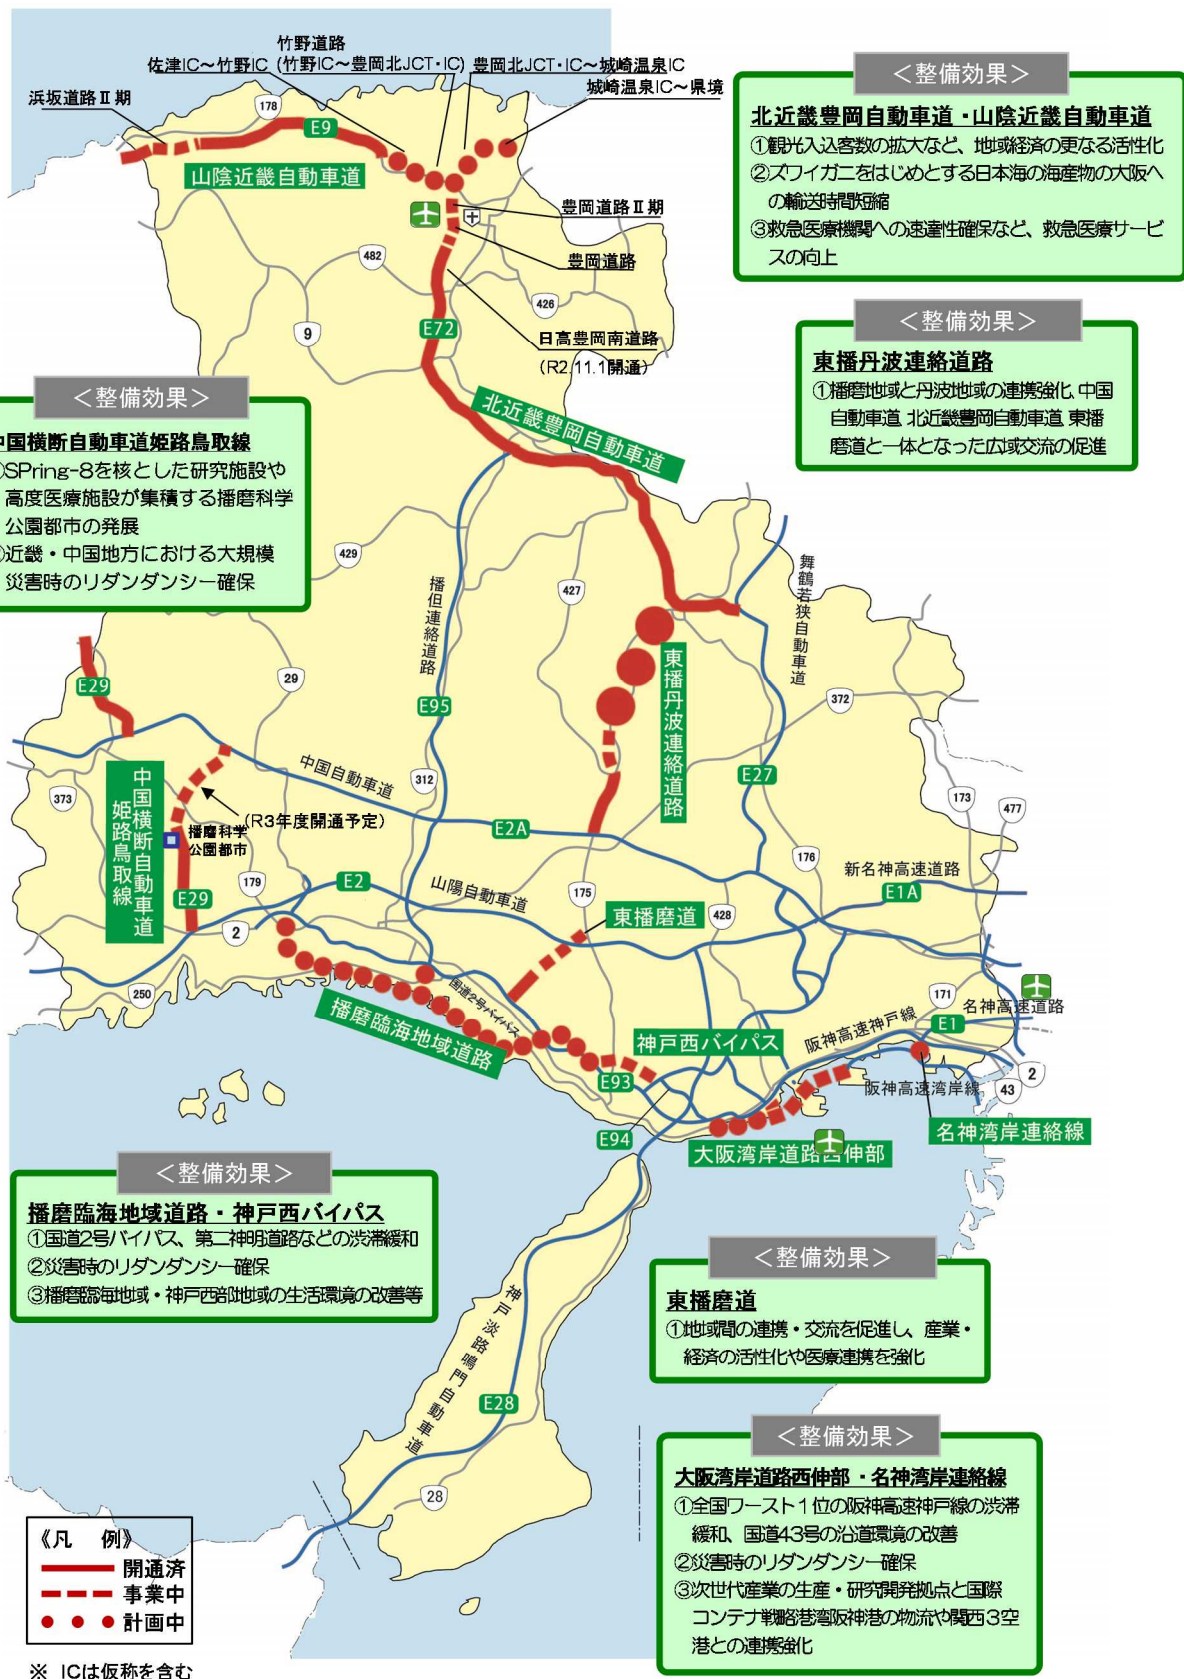 竹野道路
佐津IC～竹野IC (竹野IC～豊岡北JCT・IC) 豊岡北JCT・IC～城崎温泉IC
城崎温泉IC～県境
浜坂道路Ⅱ期
178
E9
山陰近畿自動車道
豊岡道路Ⅱ期
豊岡道路
482
426
9
E72
日高豊岡南道路
(R2.11.1開通)
北近畿豊岡自動車道
＜整備効果＞
北近畿豊岡自動車道・山陰近畿自動車道
①観光入込客数の拡大など、地域経済の更なる活性化
②ズワイガニをはじめとする日本海の海産物の大阪へ
の輸送時間短縮
③救急医療機関への速達性確保など、救急医療サービ
スの向上
＜整備効果＞
東播丹波連絡道路
①播磨地域と丹波地域の連携強化、中国
自動車道、北近畿豊岡自動車道、東播
磨道と一体となった広域交流の促進
＜整備効果＞
中国横断自動車道姫路鳥取線
①SPring-8を核とした研究施設や
高度医療施設が集積する播磨科学
公園都市の発展
②近畿・中国地方における大規模
災害時のリダンダンシー確保
429
427
播但連絡道路
舞鶴若狭自動車道
東播丹波連絡道路
E29
29
E95
372
312
E27
373
中国横断自動車道
姫路鳥取線
中国自動車道
(R3年度開通予定)
播磨科学
公園都市
E2A
173
477
176
新名神高速道路
E1A
179
E2
山陽自動車道
175
428
E29
2
東播磨道
250
国道2号バイパス
播磨臨海地域道路
171
名神高速道路
阪神高速神戸線
E1
神戸西バイパス
E93
阪神高速湾岸線
2
43
E94
名神湾岸連絡線
大阪湾岸道路西伸部
＜整備効果＞
播磨臨海地域道路・神戸西バイパス
①国道2号バイパス、第二神明道路などの渋滞緩和
②災害時のリダンダンシー確保
③播磨臨海地域・神戸西部地域の生活環境の改善等
神戸淡路鳴門自動車道
E28
28
＜整備効果＞
東播磨道
①地域間の連携・交流を促進し、産業・
経済の活性化や医療連携を強化
＜整備効果＞
大阪湾岸道路西伸部・名神湾岸連絡線
①全国ワースト1位の阪神高速神戸線の渋滞
緩和、国道43号の沿道環境の改善
②災害時のリダンダンシー確保
③次世代産業の生産・研究開発拠点と国際
コンテナ戦略港湾阪神港の物流や関西3空
港との連携強化
《凡　例》
開通済
事業中
計画中
※ ICは仮称を含む